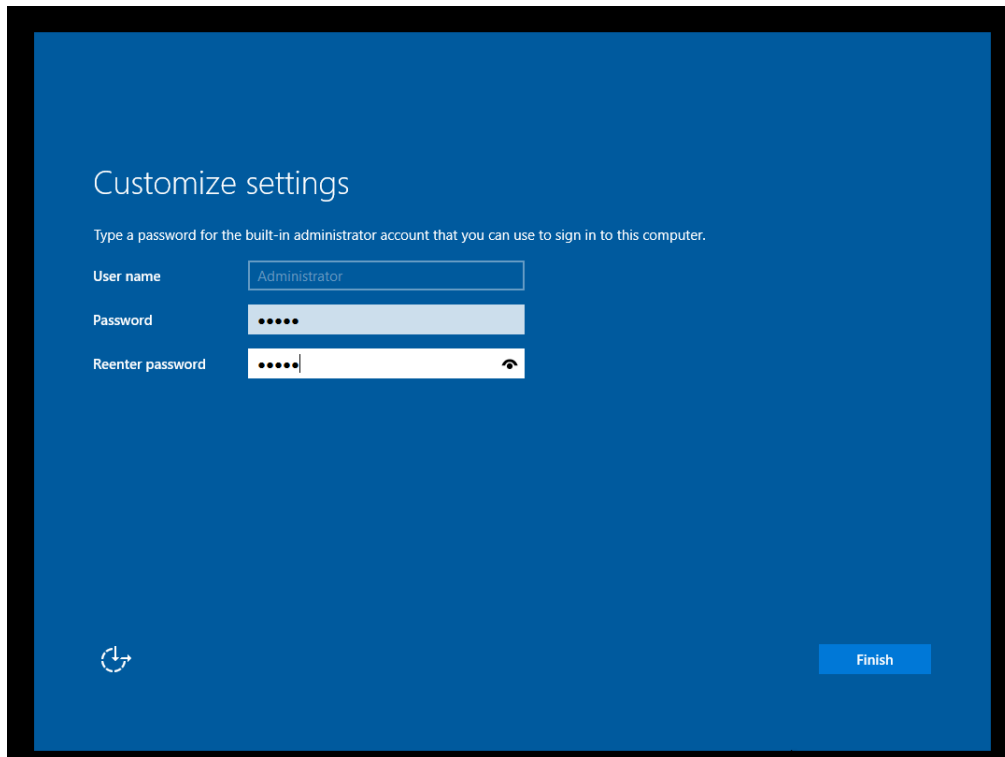 Customize settings
Type a password for the built-in administrator account that you can use to sign in to this computer.
User name Administrator
Password •••••
Reenter password •••••
Finish